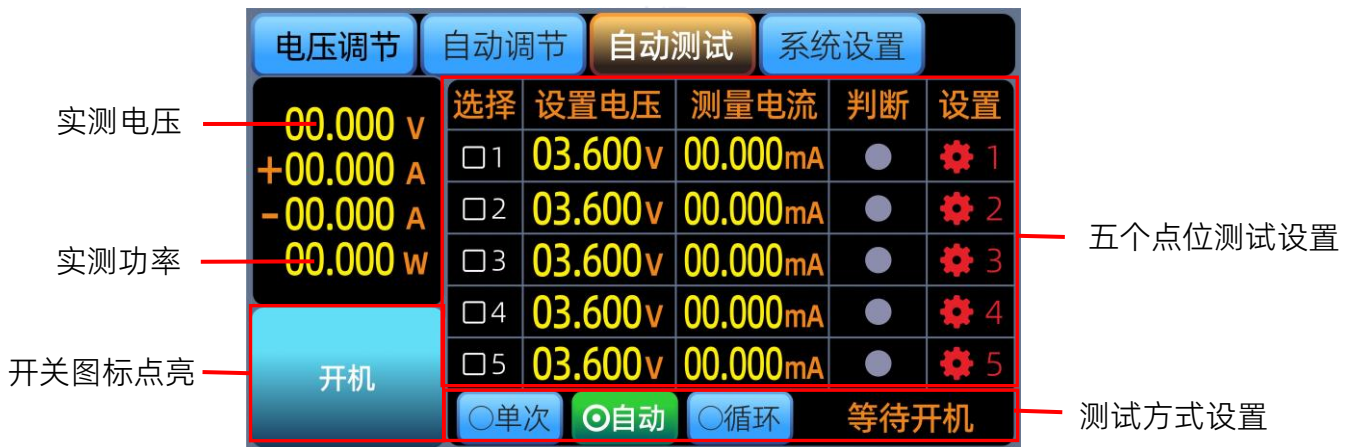 电压调节 自动调节 自动测试 系统设置
实测电压
00.000 V
+00.000 A
-00.000 A
实测功率
00.000 W
选择 设置电压 测量电流 判断 设置
1 03.600V 00.000mA 1
2 03.600V 00.000mA 2
3 03.600V 00.000mA 3
4 03.600V 00.000mA 4
5 03.600V 00.000mA 5
五个点位测试设置
开关图标点亮
开机
单次 自动 循环 等待开机
测试方式设置